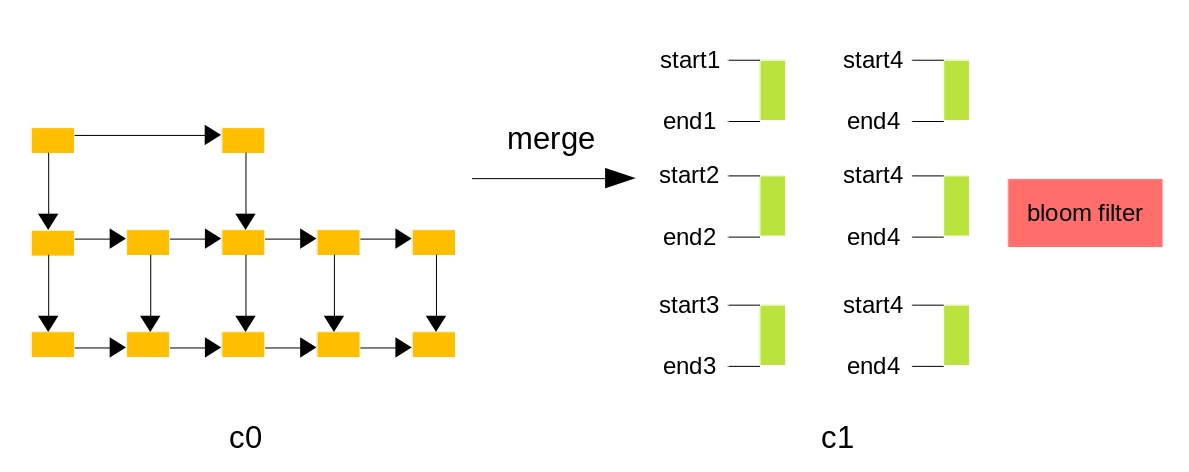 merge
c0
start1
end1
start2
end2
start3
end3
start4
end4
start4
end4
start4
end4
bloom filter
c1